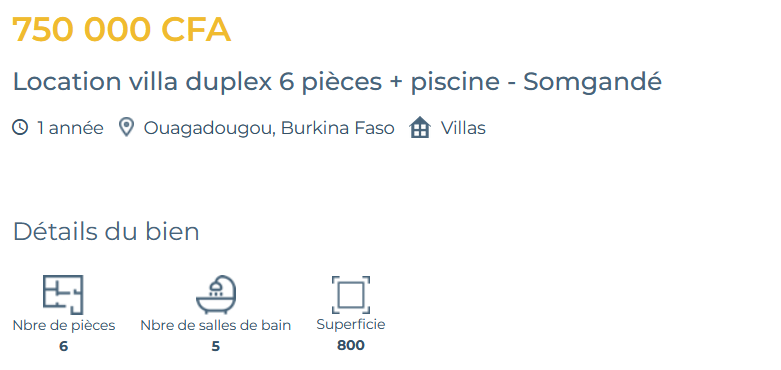 750 000 CFA
Location villa duplex 6 pièces + piscine - Somgandé
1 année Ouagadougou, Burkina Faso Villas
Détails du bien
Nbre de pièces Nbre de salles de bain Superficie
6 5 800